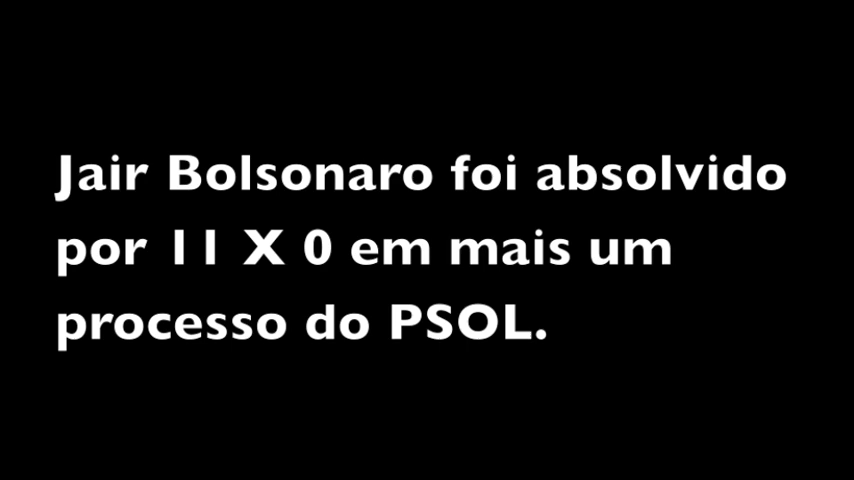 Jair Bolsonaro foi absolvido
por 11 X 0 em mais um
processo do PSOL.